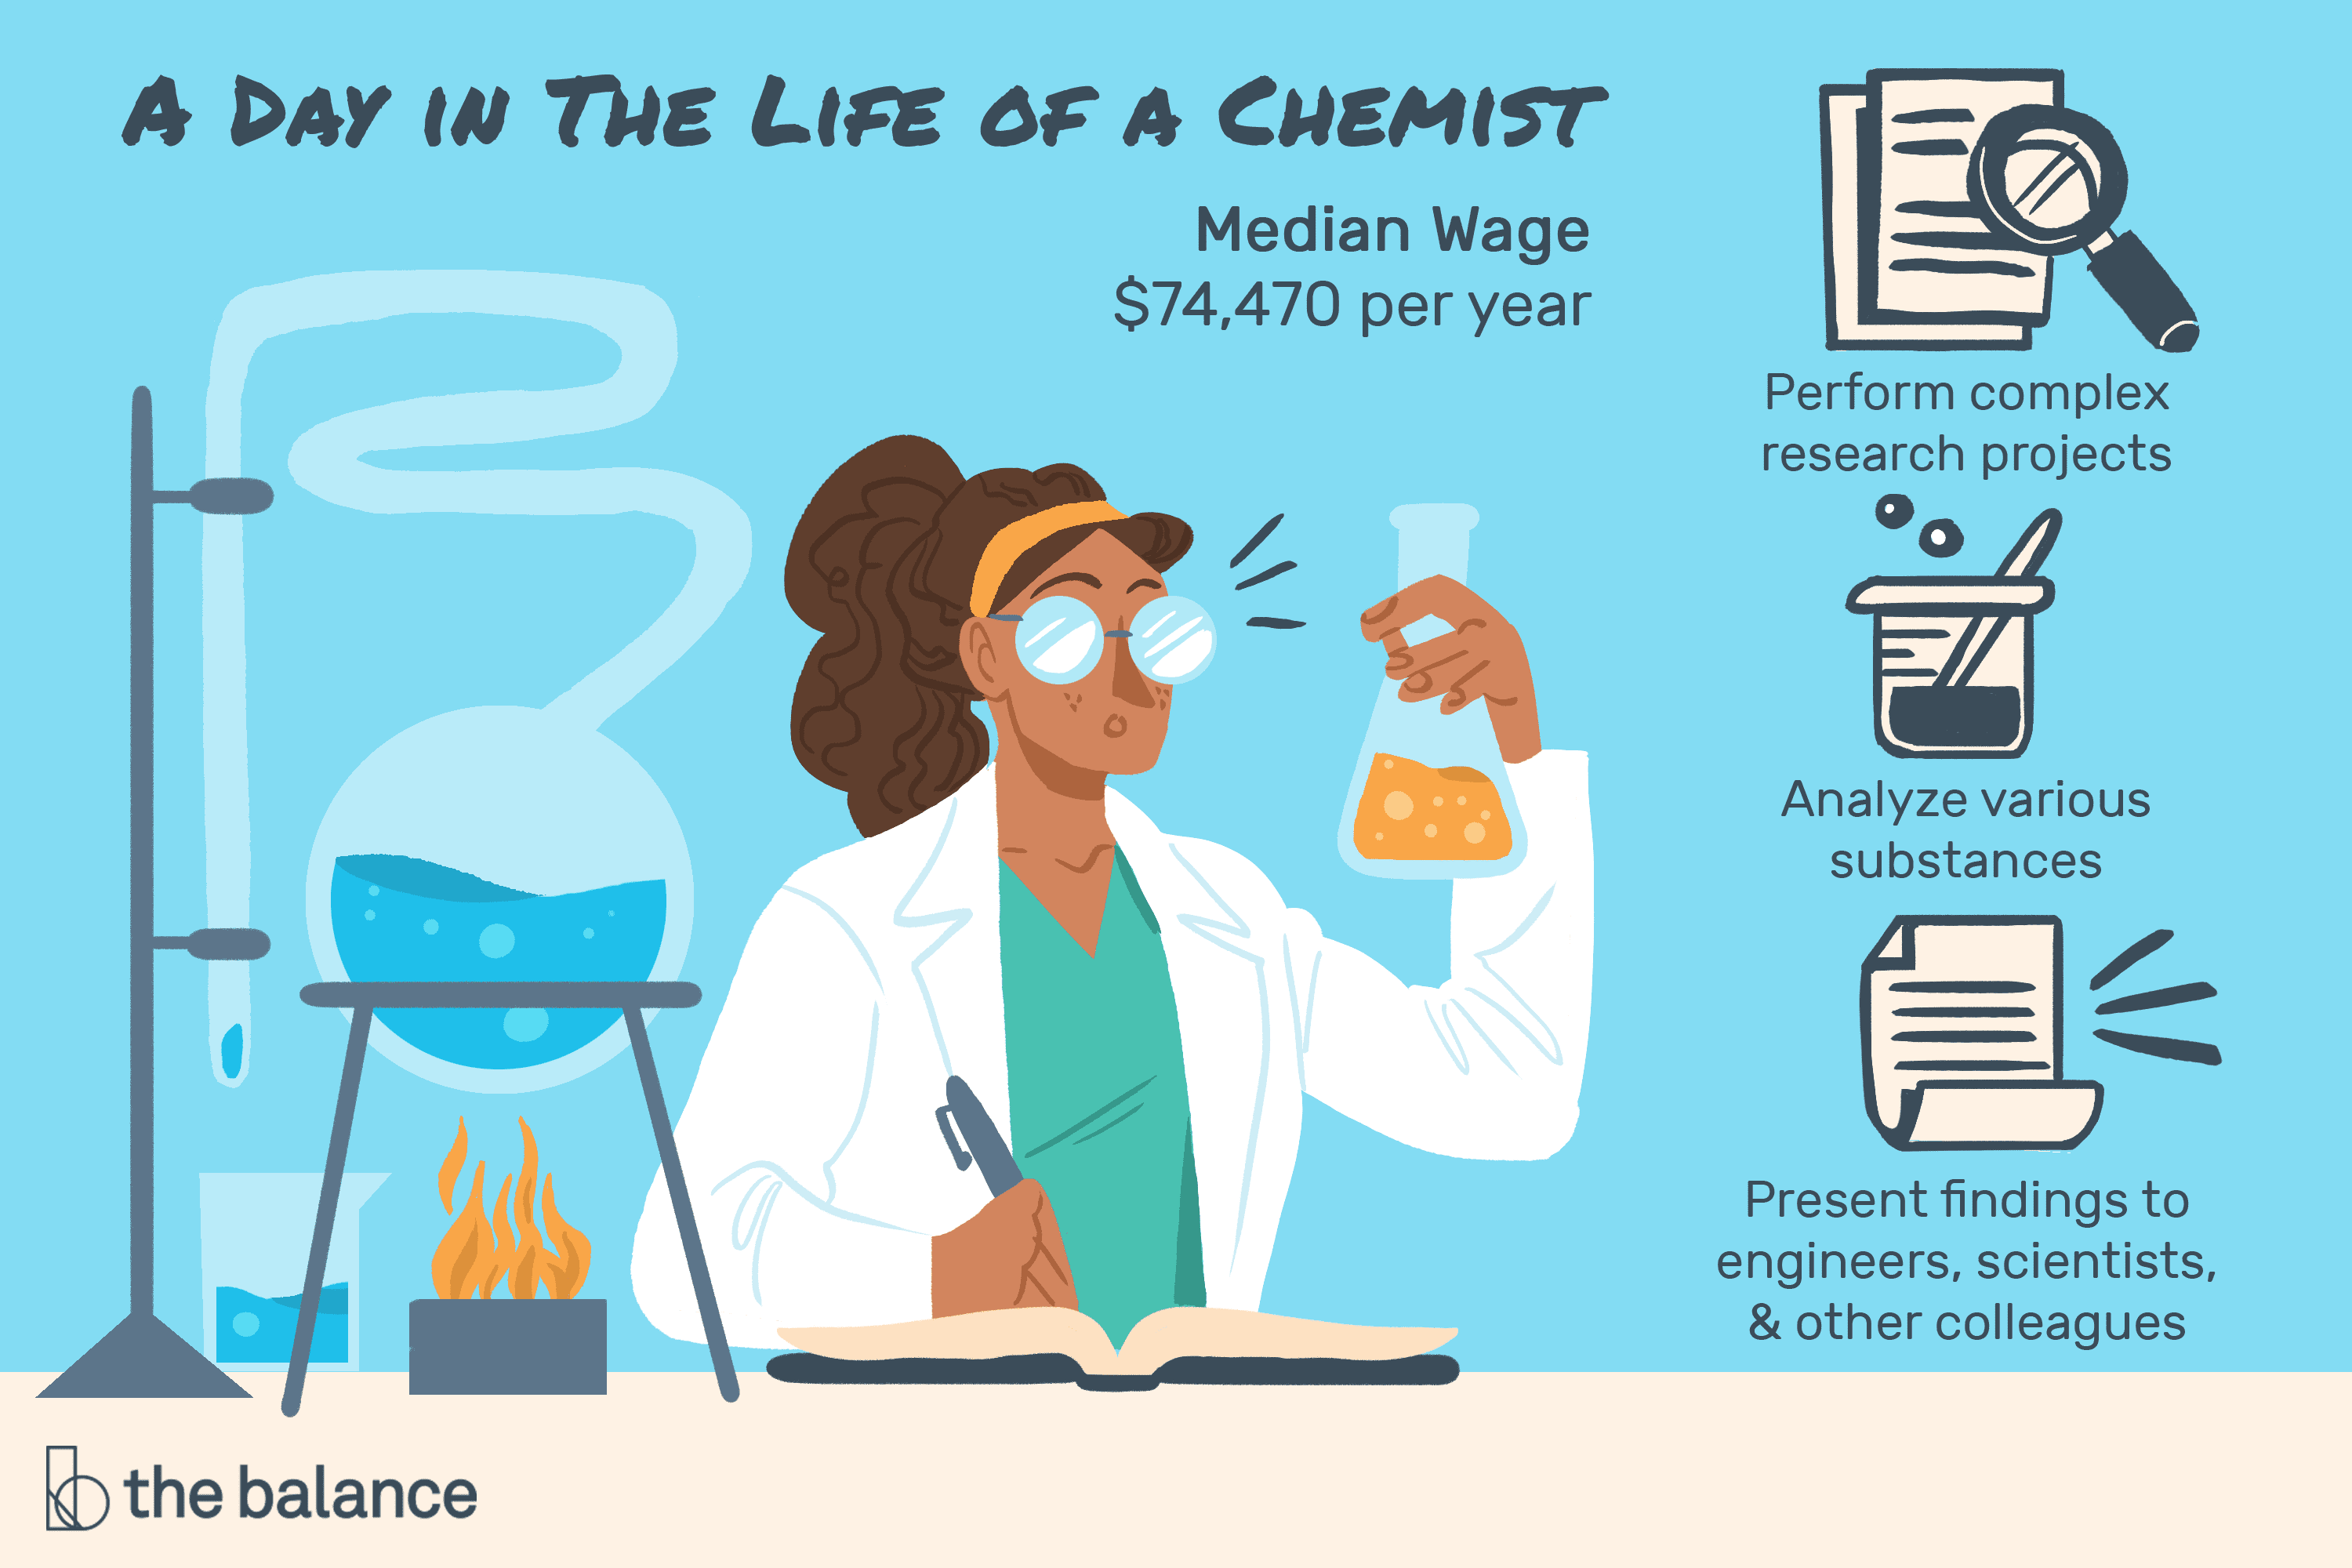 A Day in The Life of a Chemist
Median Wage
$74,470 per year
Perform complex
research projects
Analyze various
substances
Present findings to
engineers, scientists,
& other colleagues
the balance